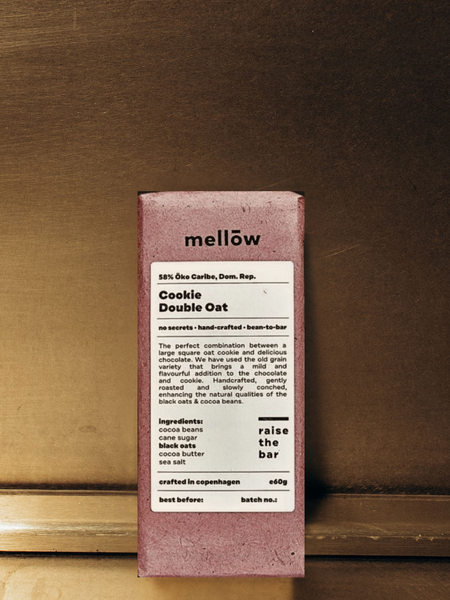 mellōw
58% Öko Caribe, Dom. Rep.
Cookie
Double Oat
no secrets · hand-crafted · bean-to-bar
The perfect combination between a
large square oat cookie and delicious
chocolate. We have used the old grain
variety that brings a mild and
flavourful addition to the chocolate
and cookie. Handcrafted, gently
roasted and slowly conched,
enhancing the natural qualities of the
black oats & cocoa beans.
ingredients:
cocoa beans
cane sugar
black oats
cocoa butter
sea salt
raise
the
bar
crafted in copenhagen e60g
best before: batch no.: